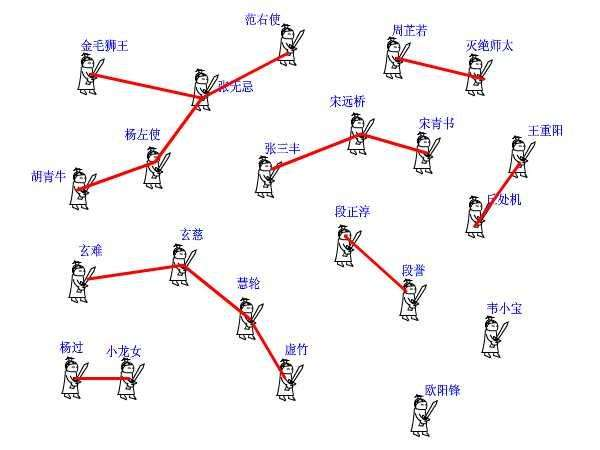 范右使
周芷若
金毛狮王
灭绝师太
张无忌
宋远桥
宋青书
杨左使
王重阳
张三丰
胡青牛
丘处机
段正淳
玄慈
玄难
段誉
慧轮
韦小宝
杨过
小龙女
虚竹
欧阳锋